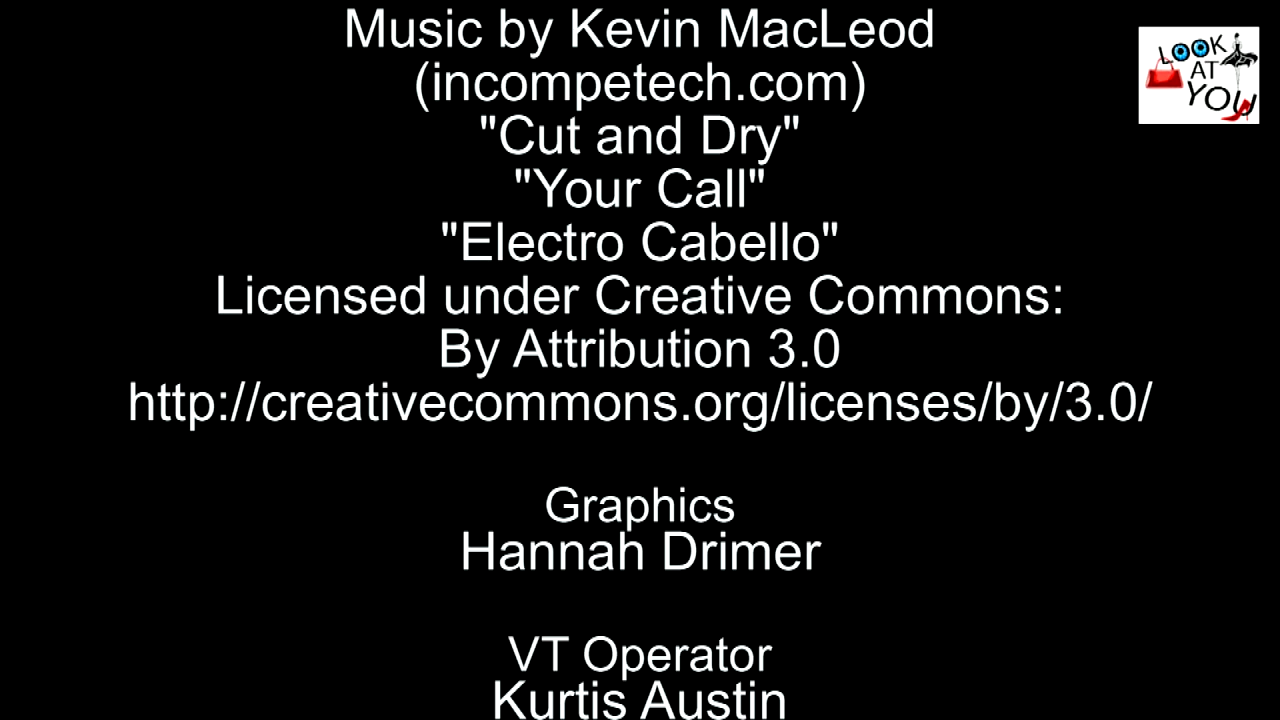 Music by Kevin MacLeod
(incompetech.com)
"Cut and Dry"
"Your Call"
"Electro Cabello"
Licensed under Creative Commons:
By Attribution 3.0
http://creativecommons.org/licenses/by/3.0/
Graphics
Hannah Drimer
VT Operator
Kurtis Austin
LOOK
AT
YOU